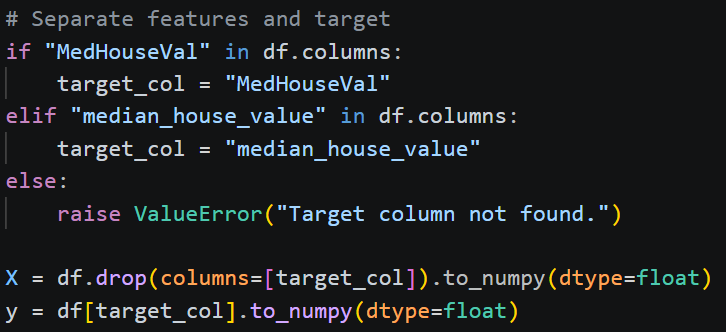 # Separate features and target
if "MedHouseVal" in df.columns:
    target_col = "MedHouseVal"
elif "median_house_value" in df.columns:
    target_col = "median_house_value"
else:
    raise ValueError("Target column not found.")

X = df.drop(columns=[target_col]).to_numpy(dtype=float)
y = df[target_col].to_numpy(dtype=float)